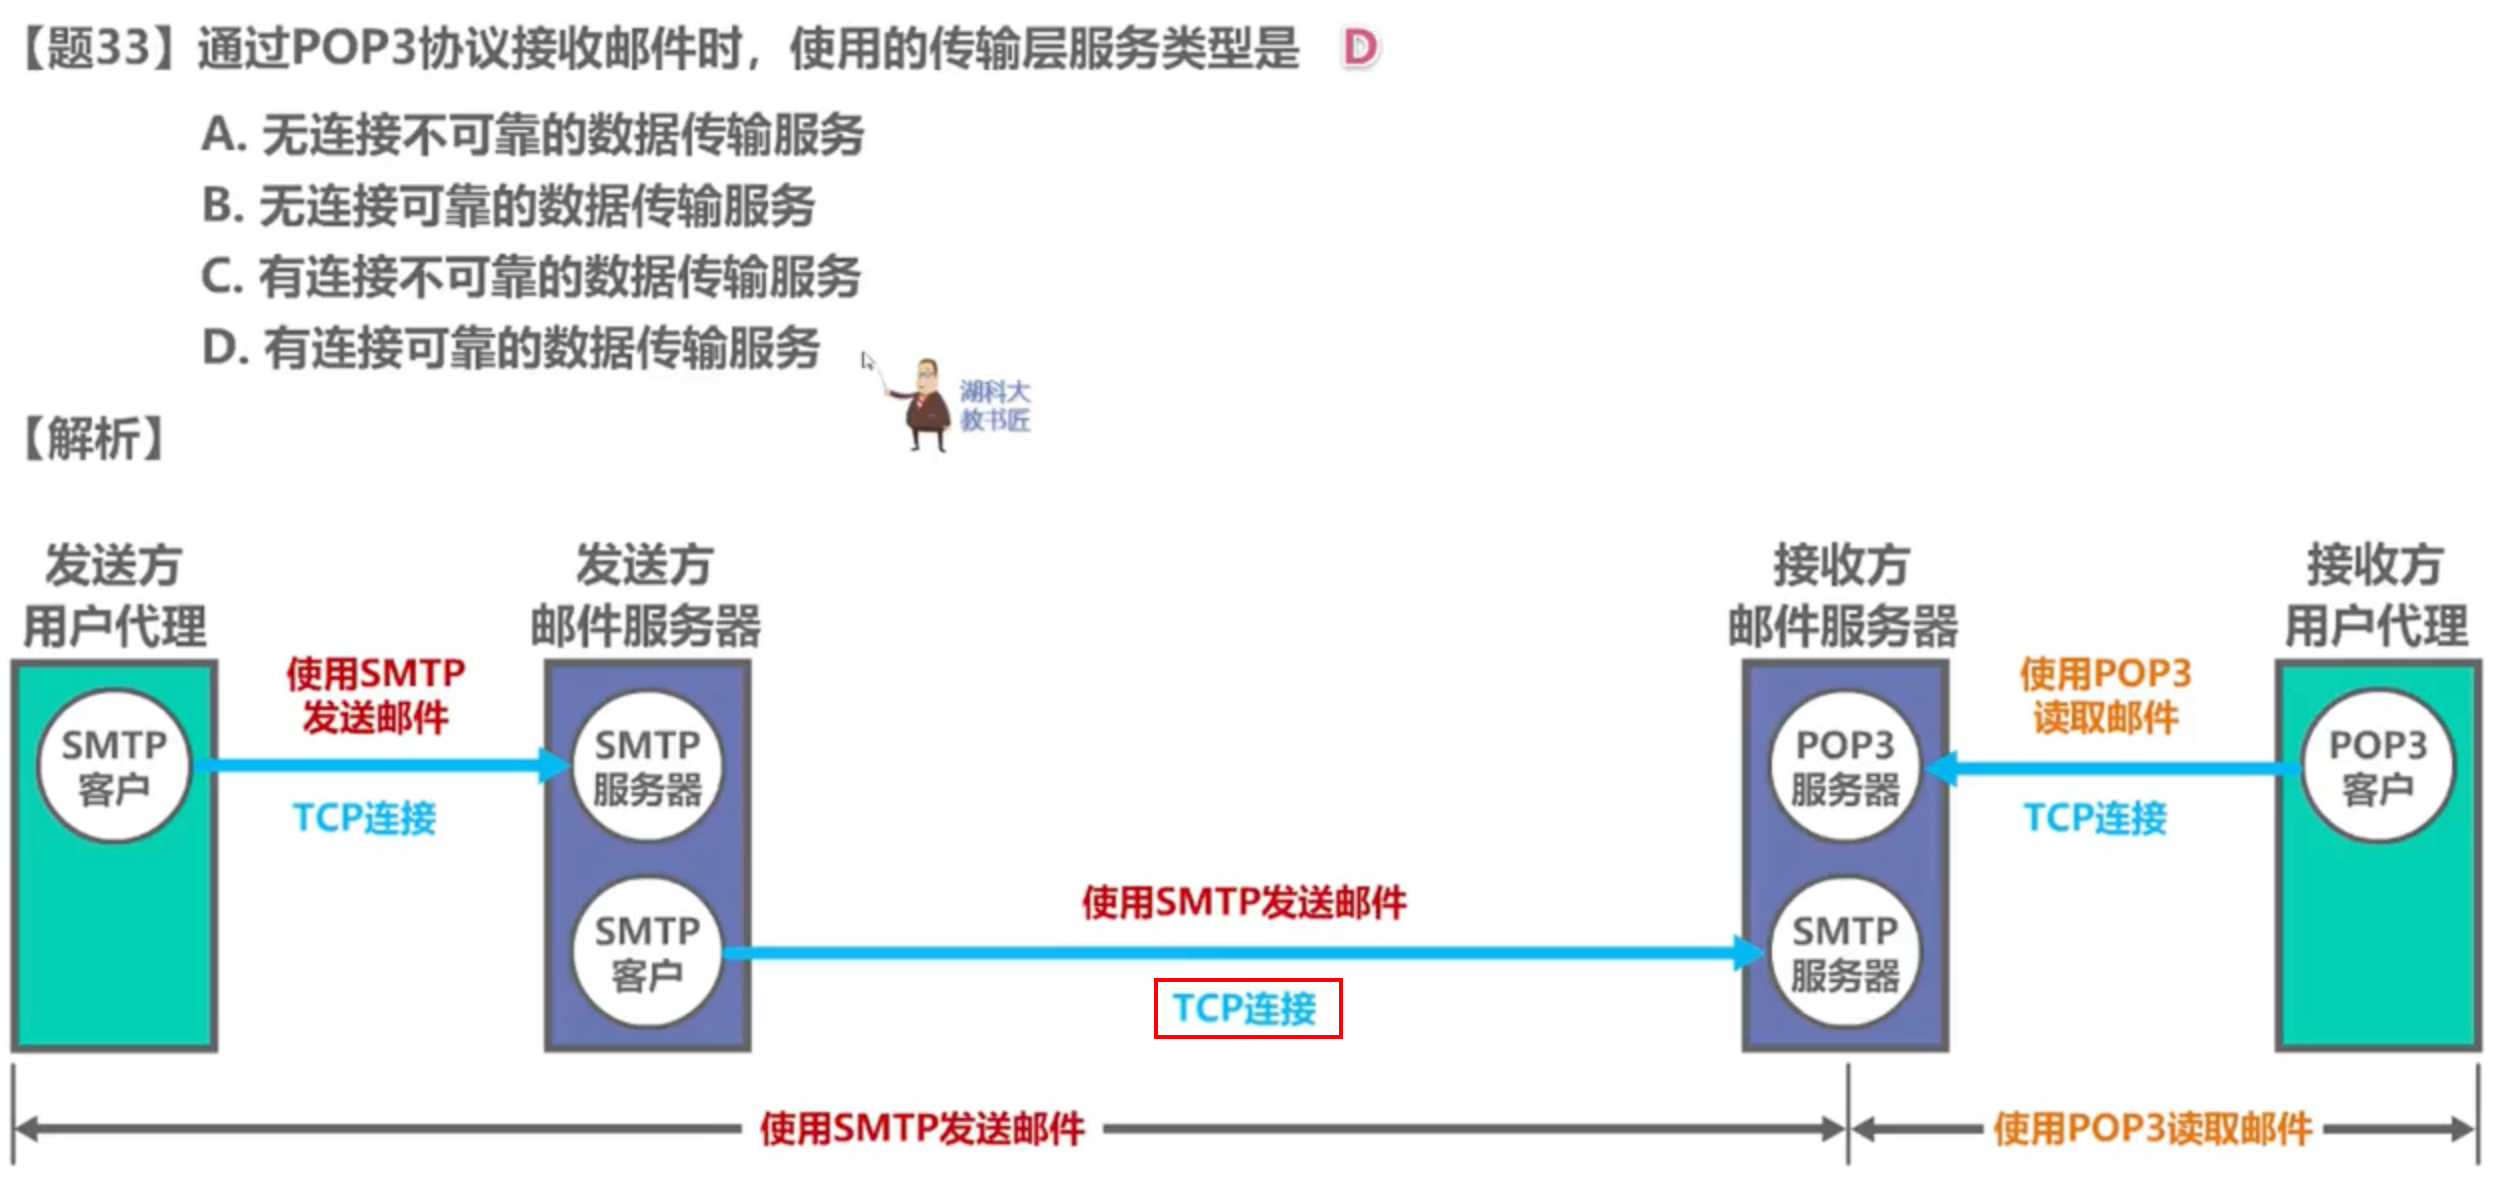 【题33】通过POP3协议接收邮件时，使用的传输层服务类型是 D
A. 无连接不可靠的数据传输服务
B. 无连接可靠的数据传输服务
C. 有连接不可靠的数据传输服务
D. 有连接可靠的数据传输服务
湖科大
教书匠
【解析】
发送方
用户代理
发送方
邮件服务器
接收方
邮件服务器
接收方
用户代理
SMTP
客户
使用SMTP
发送邮件
TCP连接
SMTP
服务器
POP3
服务器
使用POP3
读取邮件
TCP连接
POP3
客户
SMTP
客户
使用SMTP发送邮件
TCP连接
SMTP
服务器
使用SMTP发送邮件
使用POP3读取邮件